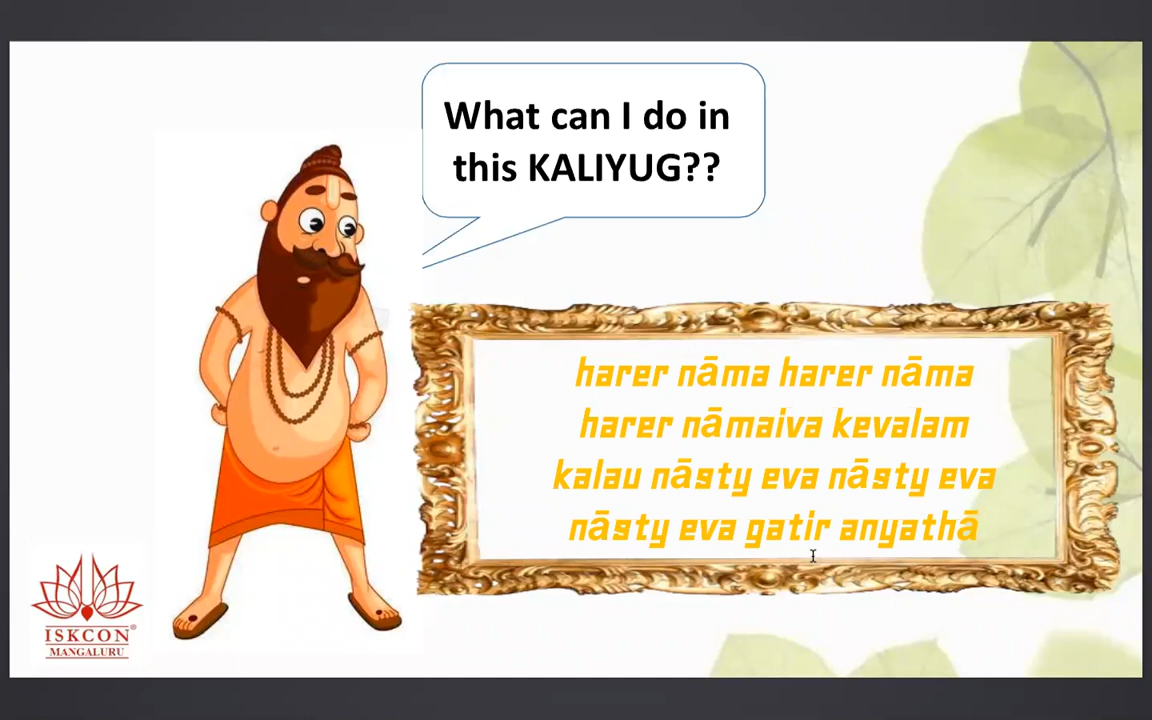 What can I do in
this KALIYUG??
harer nāma harer nāma
harer nāmaiva kevalam
kalau nāsty eva nāsty eva
nāsty eva gatir anyathā
ISKCON®
MANGALURU